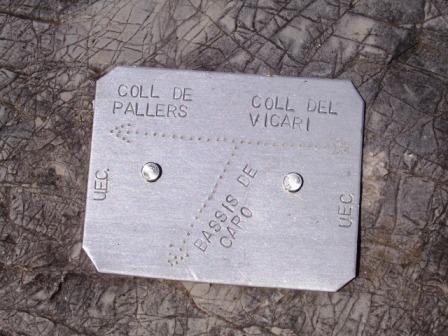 COLL DE
PALLERS
COLL DEL
VICARI
UEC.
BASSIS DE
CAPO
UEC.